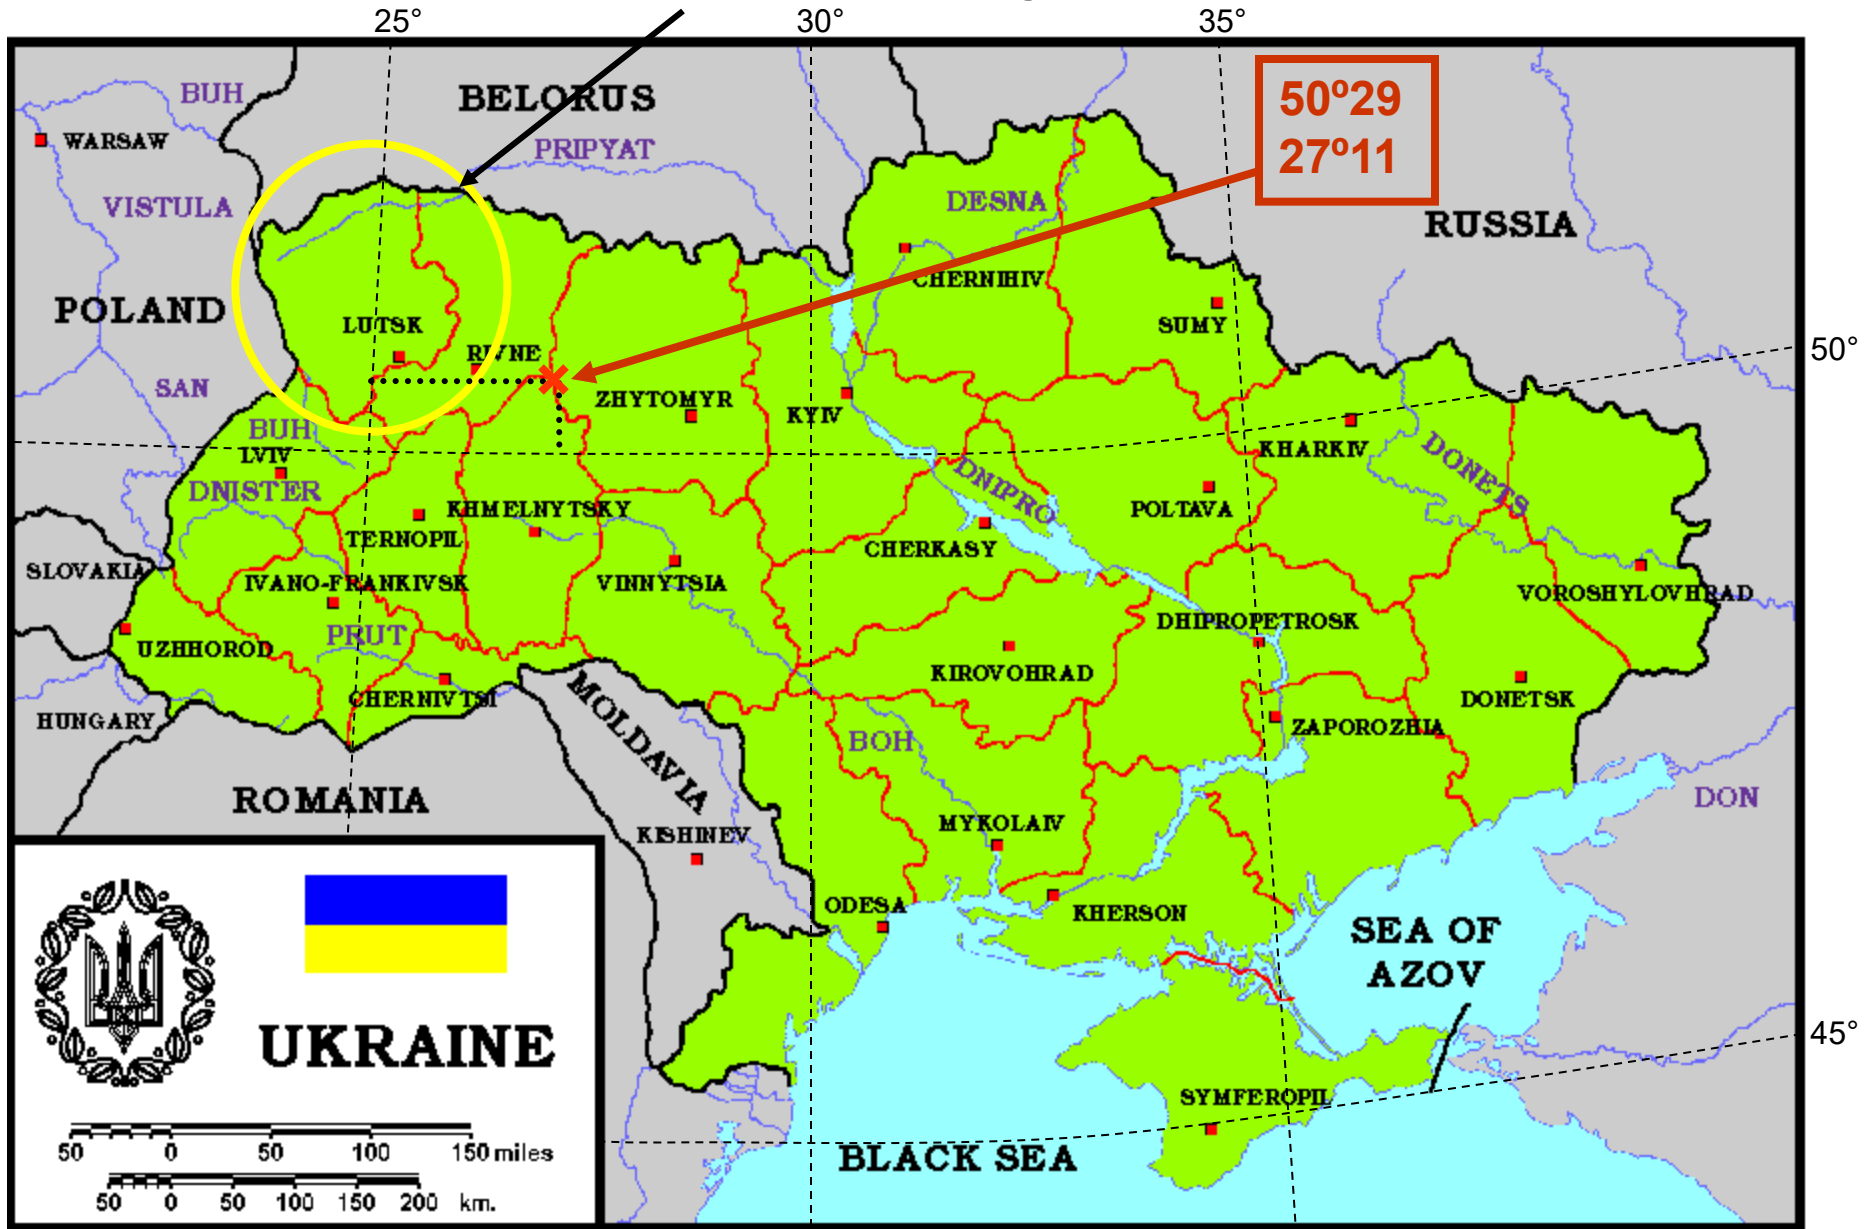 25°
30°
35°
BUH
BELORUS
50º29
27º11
WARSAW
PRIPYAT
VISTULA
DESNA
RUSSIA
CHERNIHIV
POLAND
LUTSK
SUMY
50°
RIVNE
SAN
ZHYTOMYR
KYIV
BUH
LVIV
KHARKIV
DONETS
DNISTER
DNIPRO
KHMELNYTSKY
POLTAVA
TERNOPIL
CHERKASY
SLOVAKIA
IVANO-FRANKIVSK
VINNYTSIA
VOROSHYLOVHRAD
PRUT
DHIPROPETROSK
UZHHOROD
KIROVOHRAD
CHERNIVTSI
MOLDAVIA
DONETSK
HUNGARY
BOH
ZAPOROZHIA
ROMANIA
DON
KISHINEV
MYKOLAIV
ODESA
KHERSON
SEA OF
AZOV
UKRAINE
45°
SYMFEROPIL
BLACK SEA
50 0 50 100 150 miles
50 0 50 100 150 200 km.